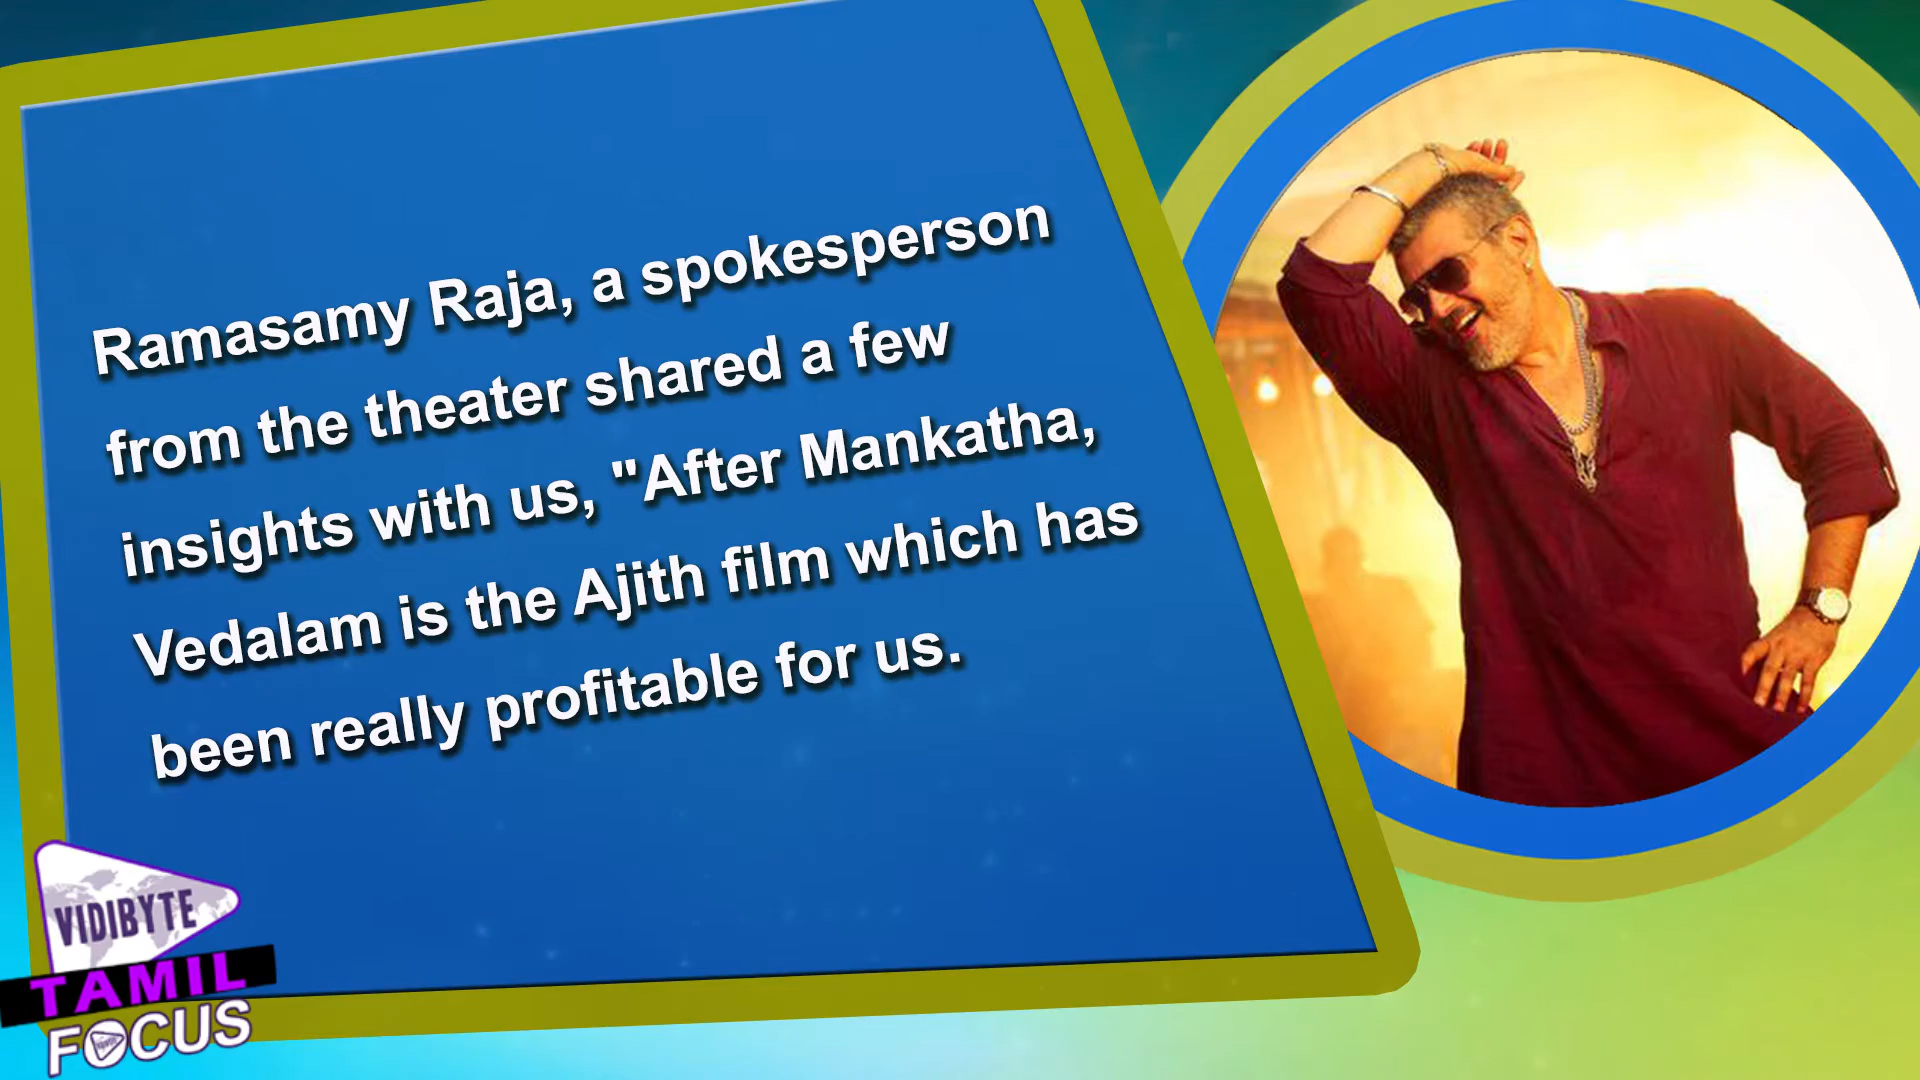 Ramasamy Raja, a spokesperson
from the theater shared a few
insights with us, "After Mankatha,
Vedalam is the Ajith film which has
been really profitable for us.
VIDIBYTE
TAMIL
FOCUS